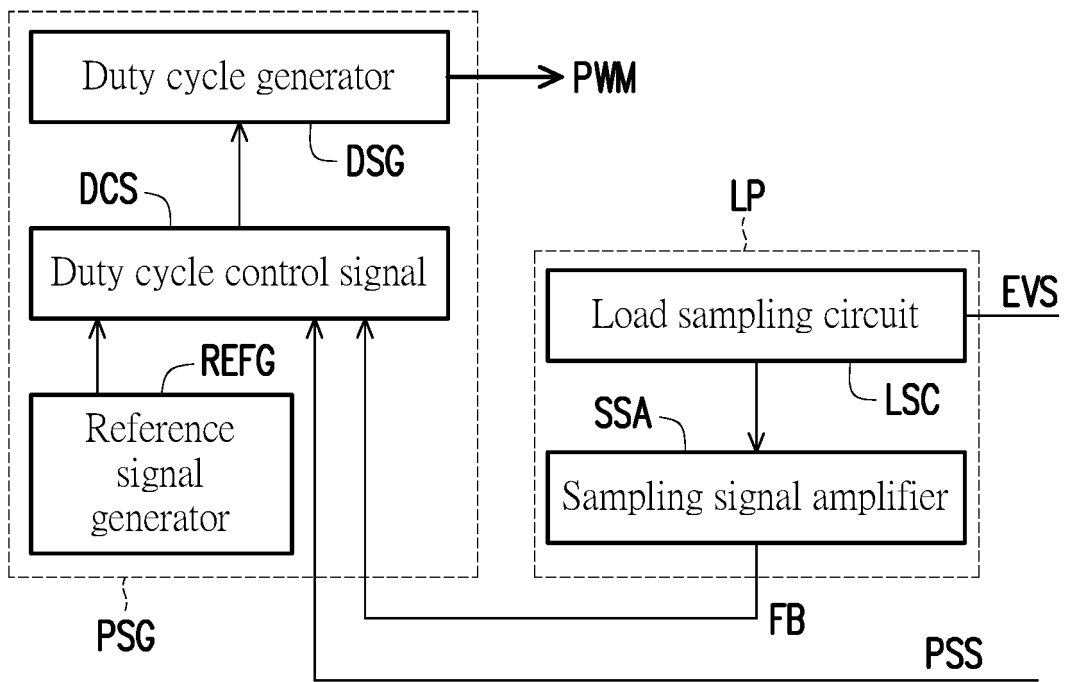 Duty cycle generator
PWM
DSG
DCS
Duty cycle control signal
REFG
Reference
signal
generator
PSG
LP
Load sampling circuit
EVS
LSC
SSA
Sampling signal amplifier
FB
PSS